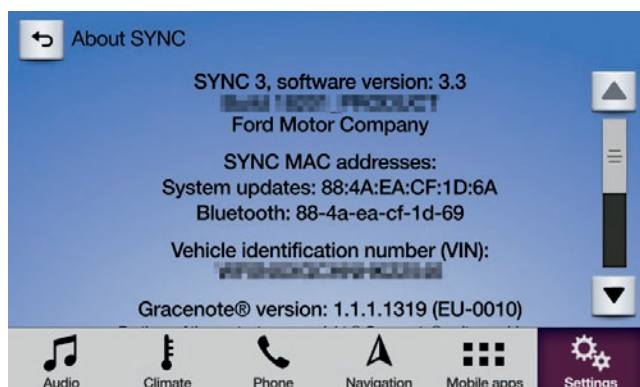 About SYNC
SYNC 3, software version: 3.3
Ford Motor Company
SYNC MAC addresses:
System updates: 88:4A:EA:CF:1D:6A
Bluetooth: 88-4a-ea-cf-1d-69
Vehicle identification number (VIN):
Gracenote® version: 1.1.1.1319 (EU-0010)
Audio
Climate
Phone
Navigation
Mobile apps
Settings